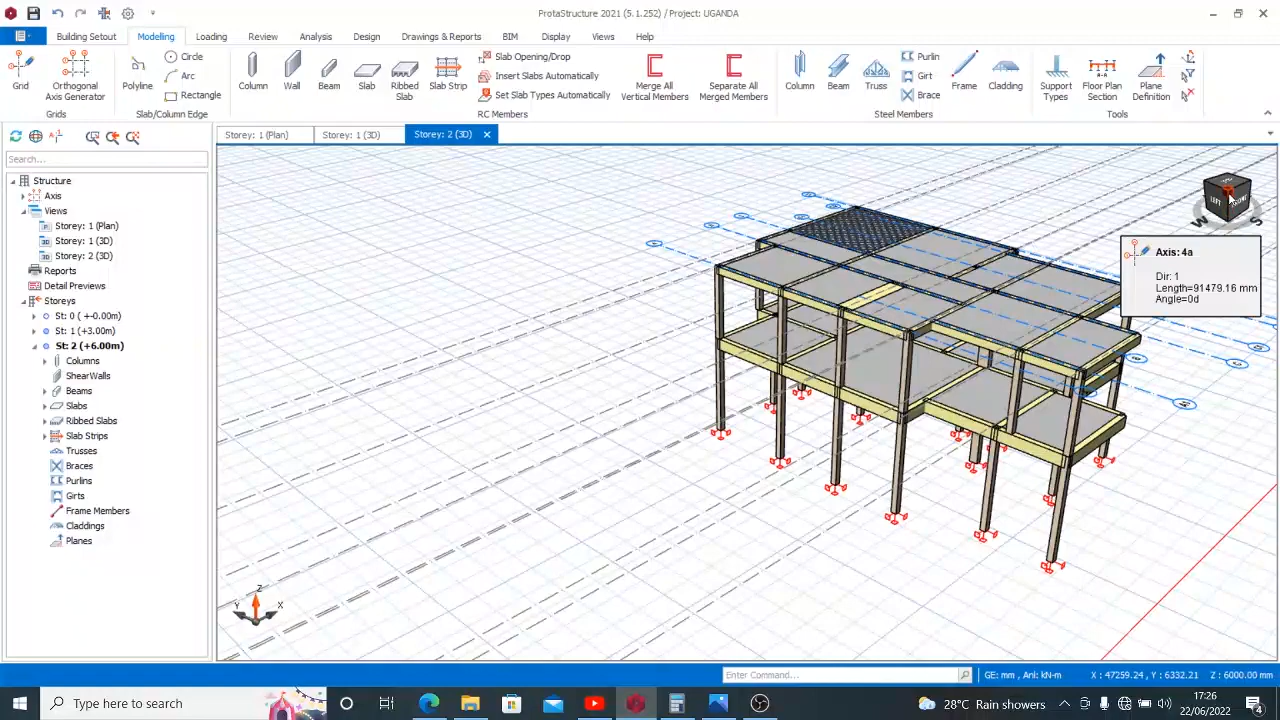 ProtaStructure 2021 (5.1.252) / Project: UGANDA
Building Setout Modelling Loading Review Analysis Design Drawings & Reports BIM Display Views Help
Grid
Orthogonal Axis Generator
Grids
Polyline
Circle
Arc
Rectangle
Slab/Column Edge
Column
Wall
Beam
Slab
Ribbed Slab
Slab Strip
Slab Opening/Drop
Insert Slabs Automatically
Set Slab Types Automatically
Merge All Vertical Members
Separate All Merged Members
RC Members
Column
Beam
Truss
Purlin
Girt
Brace
Frame
Cladding
Steel Members
Support Types
Floor Plan Section
Plane Definition
Tools
Storey: 1 (Plan)
Storey: 1 (3D)
Storey: 2 (3D)
Search...
Structure
Axis
Views
Storey: 1 (Plan)
Storey: 1 (3D)
Storey: 2 (3D)
Reports
Detail Previews
Storeys
St: 0 ( +-0.00m)
St: 1 (+3.00m)
St: 2 (+6.00m)
Columns
ShearWalls
Beams
Slabs
Ribbed Slabs
Slab Strips
Trusses
Braces
Purlins
Girts
Frame Members
Claddings
Planes
W
S
Axis: 4a
Dir: 1
Length=91479.16 mm
Angle=0d
Z
Y
X
Enter Command...
GE: mm , Anl: kN-m
X : 47259.24 , Y : 6332.21
Z : 6000.00 mm
Type here to search
28°C Rain showers
17:26
22/06/2022